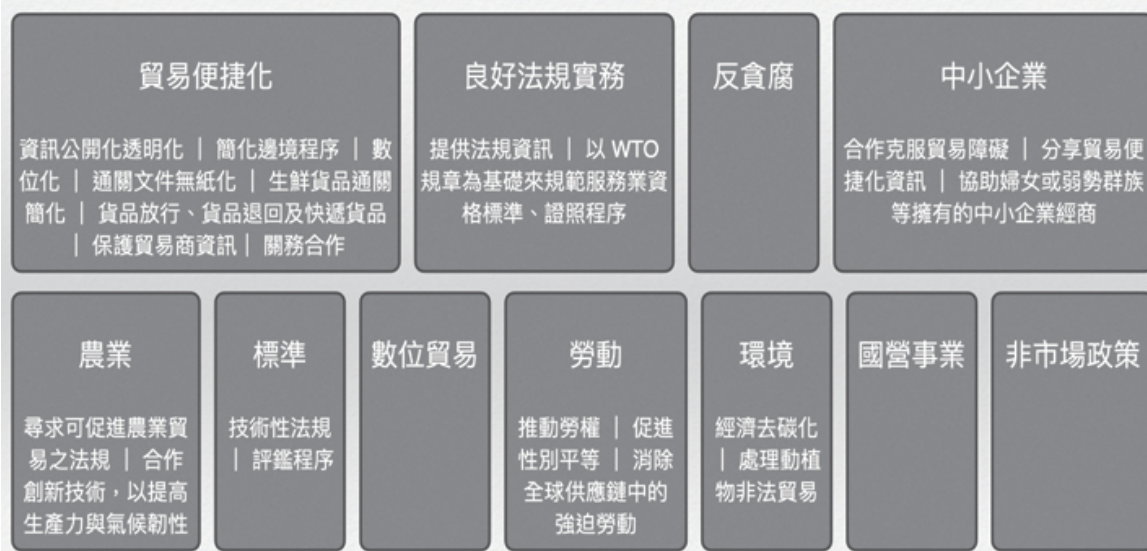 貿易便捷化
資訊公開化透明化 | 簡化邊境程序 | 數
位化 | 通關文件無紙化 | 生鮮貨品通關
簡化 | 貨品放行、貨品退回及快遞貨品
| 保護貿易商資訊 | 關務合作
良好法規實務
提供法規資訊 | 以 WTO
規章為基礎來規範服務業資
格標準、證照程序
反貪腐
中小企業
合作克服貿易障礙 | 分享貿易便
捷化資訊 | 協助婦女或弱勢群族
等擁有的中小企業經商
農業
尋求可促進農業貿
易之法規 | 合作
創新技術，以提高
生產力與氣候韌性
標準
技術性法規
| 評鑑程序
數位貿易
勞動
推動勞權 | 促進
性別平等 | 消除
全球供應鏈中的
強迫勞動
環境
經濟去碳化
| 處理動植
物非法貿易
國營事業
非市場政策